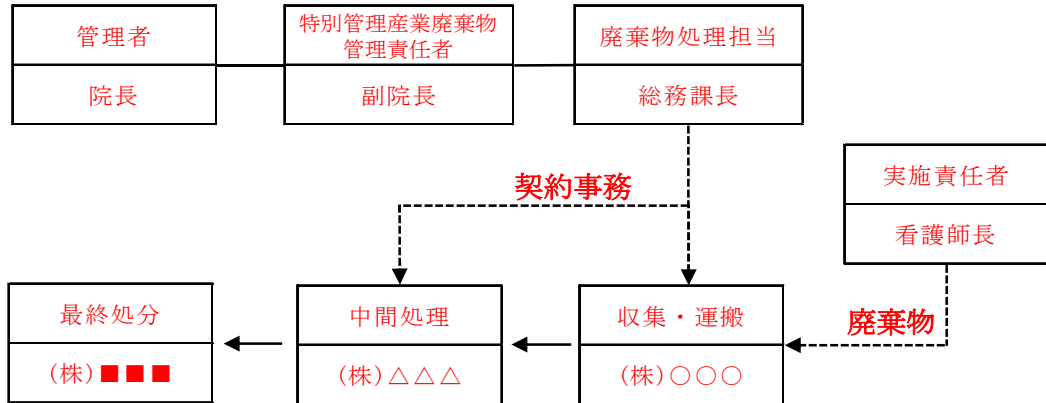 管理者
院長
特別管理産業廃棄物
管理責任者
副院長
廃棄物処理担当
総務課長
契約事務
実施責任者
看護師長
廃棄物
最終処分
(株)■■■
中間処理
(株)△△△
収集・運搬
(株)○○○